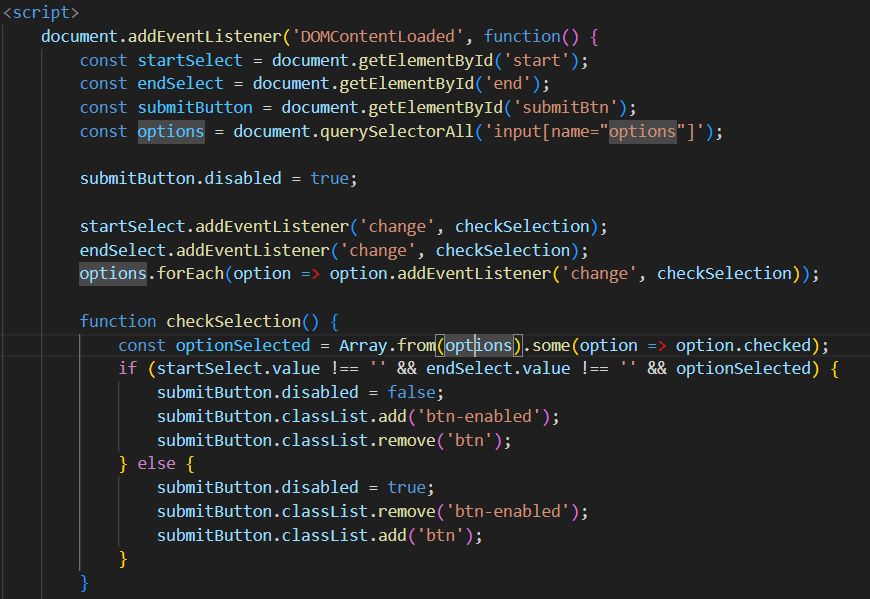 <script>
document.addEventListener('DOMContentLoaded', function() {
const startSelect = document.getElementById('start');
const endSelect = document.getElementById('end');
const submitButton = document.getElementById('submitBtn');
const options = document.querySelectorAll('input[name="options"]');
submitButton.disabled = true;
startSelect.addEventListener('change', checkSelection);
endSelect.addEventListener('change', checkSelection);
options.forEach(option => option.addEventListener('change', checkSelection));
function checkSelection() {
const optionSelected = Array.from(options).some(option => option.checked);
if (startSelect.value !== '' && endSelect.value !== '' && optionSelected) {
submitButton.disabled = false;
submitButton.classList.add('btn-enabled');
submitButton.classList.remove('btn');
} else {
submitButton.disabled = true;
submitButton.classList.remove('btn-enabled');
submitButton.classList.add('btn');
}
}